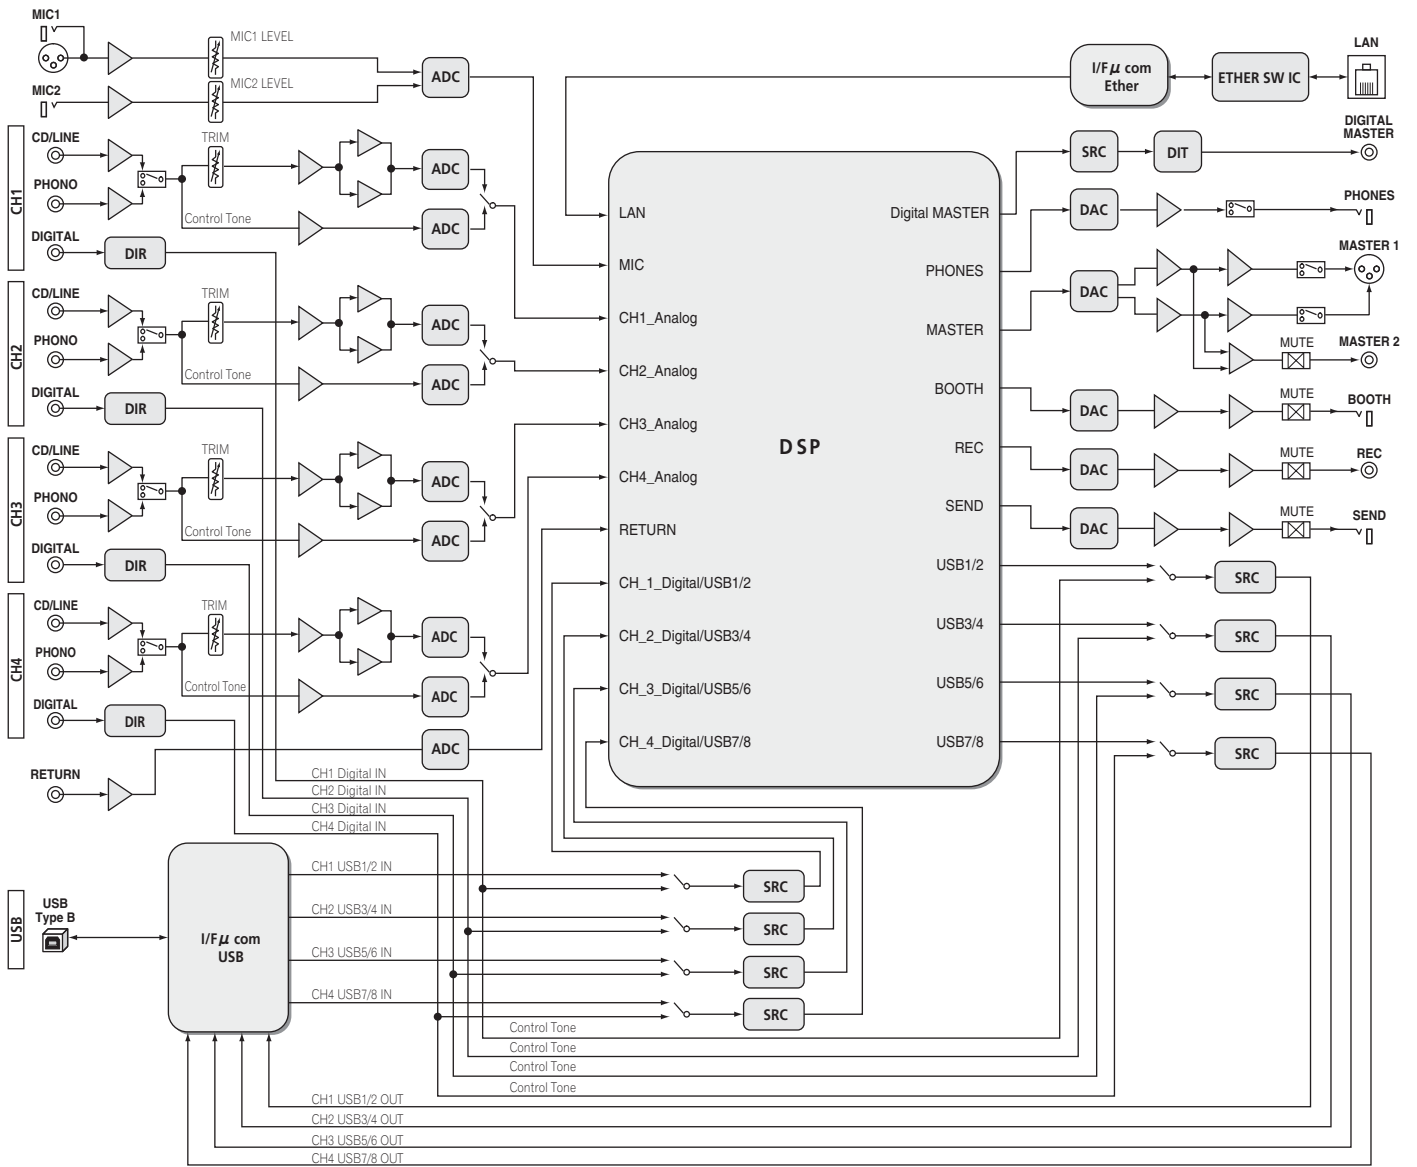 MIC1
MIC1 LEVEL
ADC
MIC2
MIC2 LEVEL
CH1
CD/LINE
TRIM
PHONO
Control Tone
ADC
ADC
DIGITAL
DIR
CH2
CD/LINE
TRIM
PHONO
Control Tone
ADC
ADC
DIGITAL
DIR
CH3
CD/LINE
TRIM
PHONO
Control Tone
ADC
ADC
DIGITAL
DIR
CH4
CD/LINE
TRIM
PHONO
Control Tone
ADC
ADC
DIGITAL
DIR
ADC
RETURN
CH1 Digital IN
CH2 Digital IN
CH3 Digital IN
CH4 Digital IN
DSP
LAN
MIC
CH1_Analog
CH2_Analog
CH3_Analog
CH4_Analog
RETURN
CH_1_Digital/USB1/2
CH_2_Digital/USB3/4
CH_3_Digital/USB5/6
CH_4_Digital/USB7/8
Digital MASTER
PHONES
MASTER
BOOTH
REC
SEND
USB1/2
USB3/4
USB5/6
USB7/8
I/F μ com
Ether
ETHER SW IC
LAN
SRC
DIT
DIGITAL
MASTER
DAC
PHONES
DAC
MASTER 1
MUTE
MASTER 2
DAC
MUTE
BOOTH
DAC
MUTE
REC
DAC
MUTE
SEND
SRC
SRC
SRC
SRC
USB
USB
Type B
I/F μ com
USB
CH1 USB1/2 IN
SRC
CH2 USB3/4 IN
SRC
CH3 USB5/6 IN
SRC
CH4 USB7/8 IN
SRC
Control Tone
Control Tone
Control Tone
Control Tone
CH1 USB1/2 OUT
CH2 USB3/4 OUT
CH3 USB5/6 OUT
CH4 USB7/8 OUT